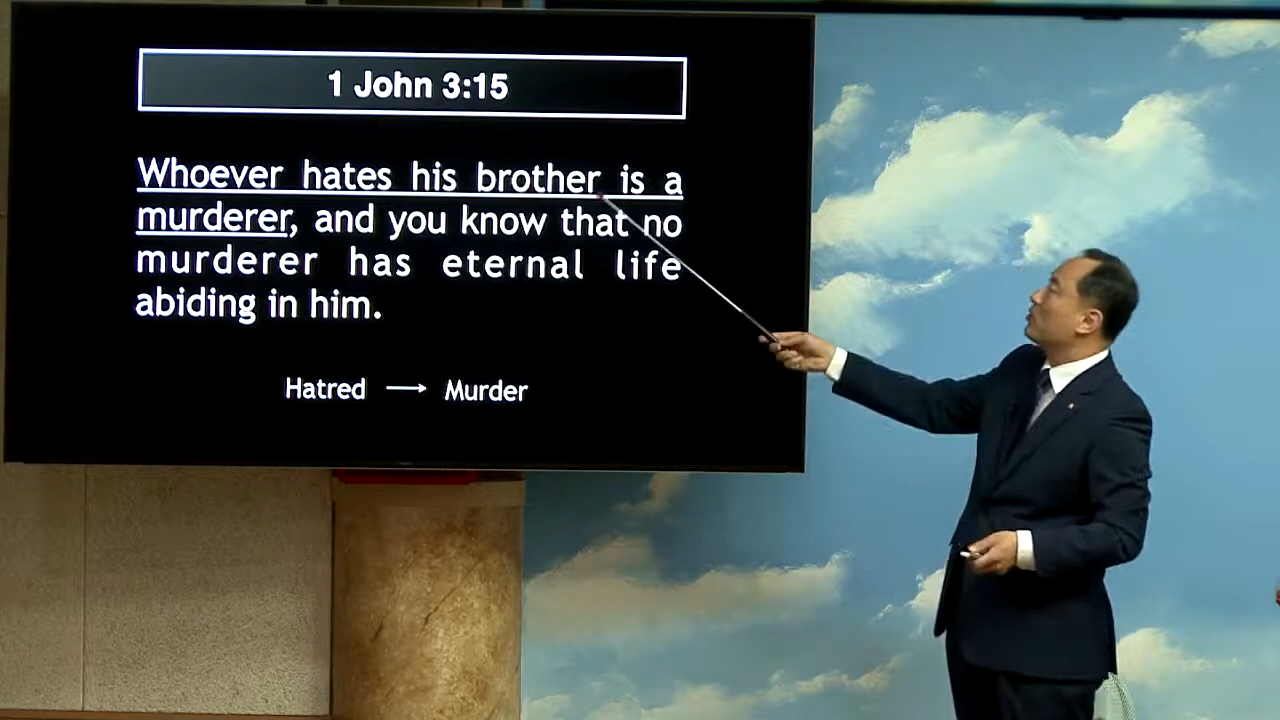 1 John 3:15
Whoever hates his brother is a
murderer, and you know that no
murderer has eternal life
abiding in him.
Hatred → Murder